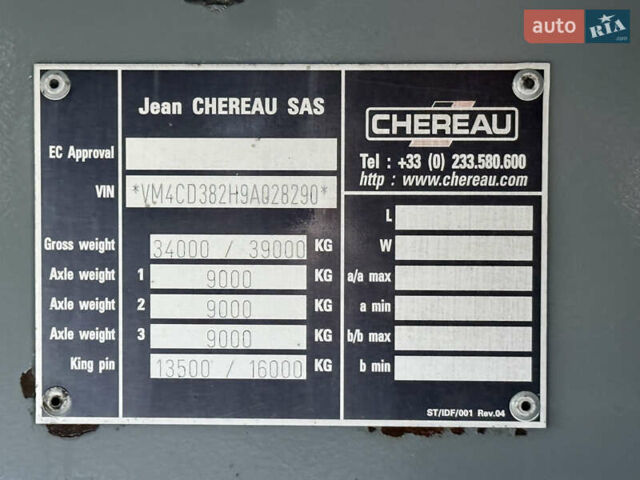 auto RIA.com
Jean CHEREAU SAS
EC Approval
VIN *VM4CD382H9AQ28290*
Gross weight 34000 / 39000 KG
Axle weight 1 9000 KG
Axle weight 2 9000 KG
Axle weight 3 9000 KG
King pin 13500 / 16000 KG
CHEREAU
Tel : +33 (0) 233.580.600
http : www.chereau.com
L
W
a/a max
a min
b/b max
b min
ST/IDF/001 Rev.04